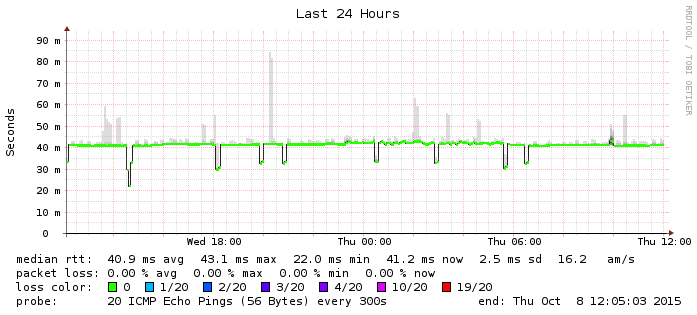 Last 24 Hours
RRDTOOL / TOBI OETIKER
Seconds
90 m
80 m
70 m
60 m
50 m
40 m
30 m
20 m
10 m
0
Wed 18:00 Thu 00:00 Thu 06:00 Thu 12:00
median rtt: 40.9 ms avg 43.1 ms max 22.0 ms min 41.2 ms now 2.5 ms sd 16.2 am/s
packet loss: 0.00 % avg 0.00 % max 0.00 % min 0.00 % now
loss color: 0 1/20 2/20 3/20 4/20 10/20 19/20
probe: 20 ICMP Echo Pings (56 Bytes) every 300s end: Thu Oct 8 12:05:03 2015